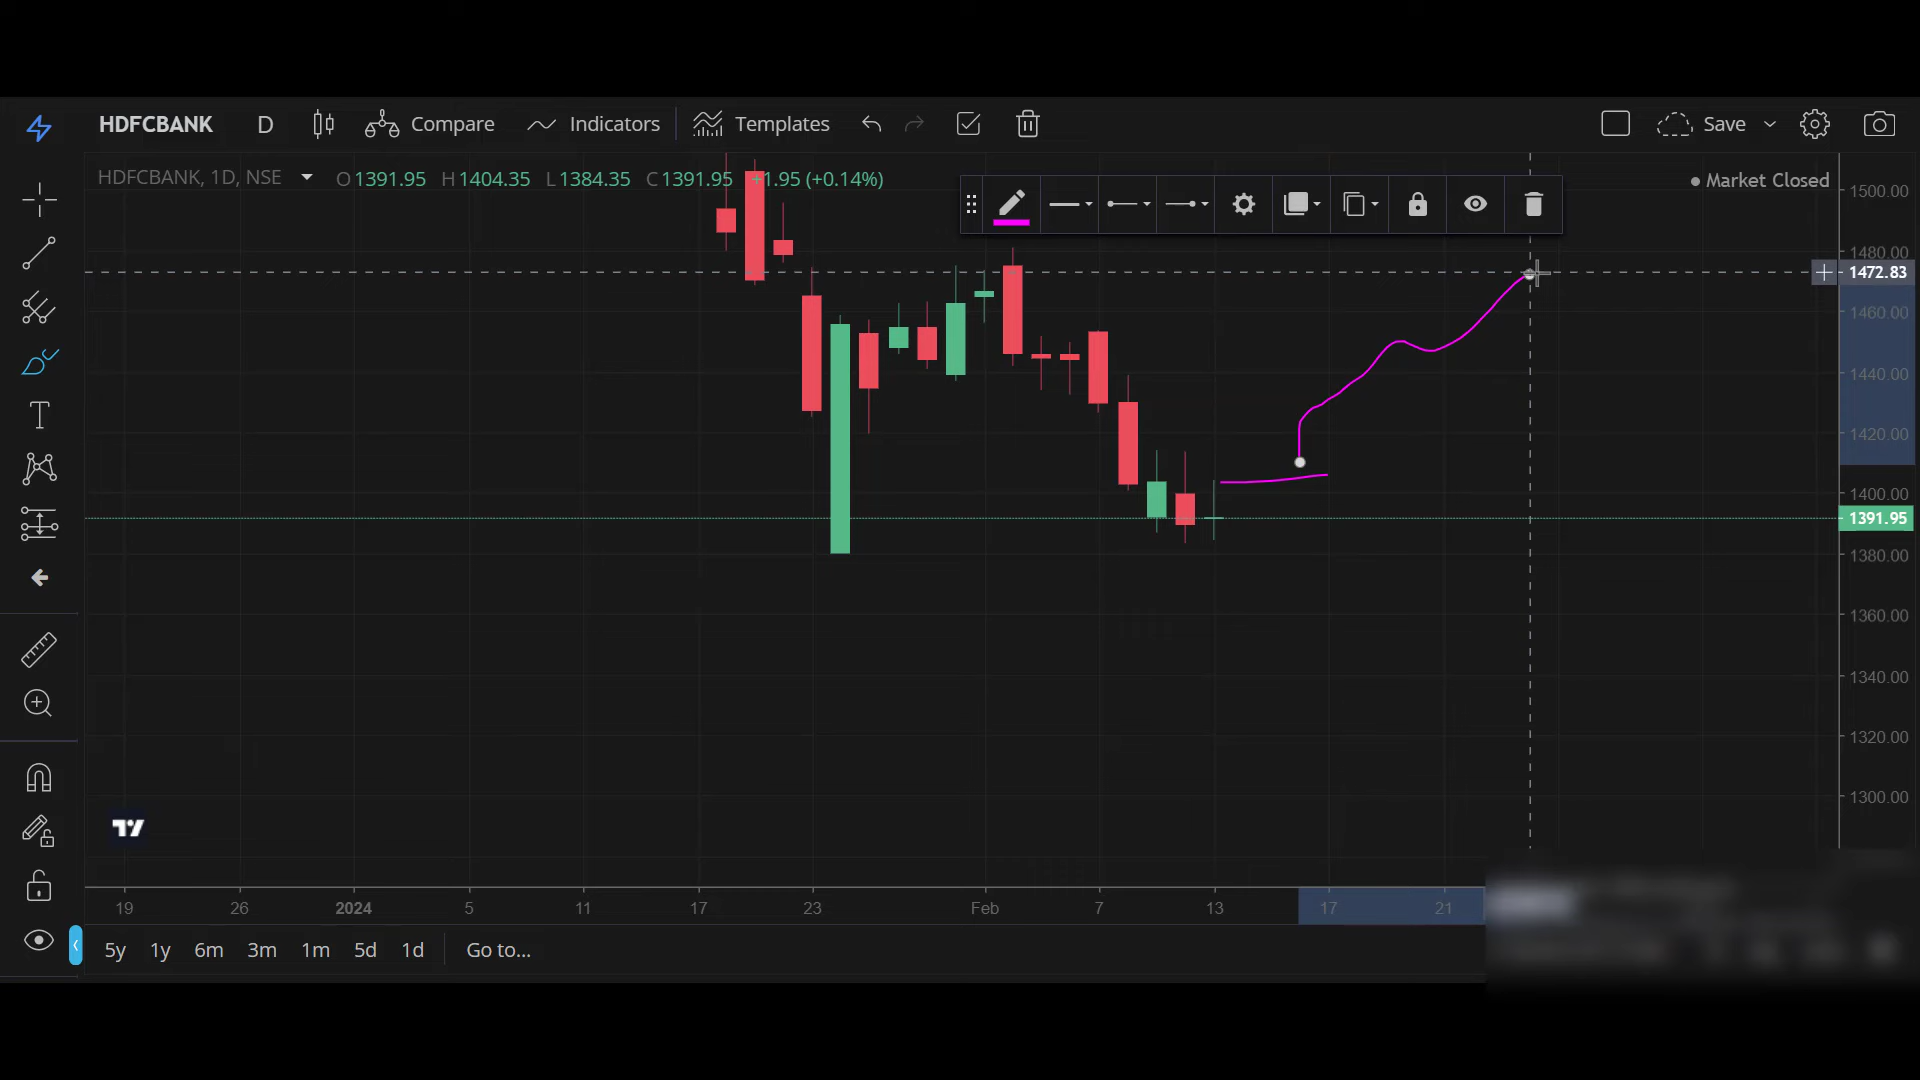 HDFCBANK D Compare Indicators Templates Save
HDFCBANK, 1D, NSE O1391.95 H1404.35 L1384.35 C1391.95 +1.95 (+0.14%)
Market Closed
1500.00
1480.00
1472.83
1460.00
1440.00
1420.00
1400.00
1391.95
1380.00
1360.00
1340.00
1320.00
1300.00
19 26 2024 5 11 17 23 Feb 7 13 17 21
5y 1y 6m 3m 1m 5d 1d Go to...